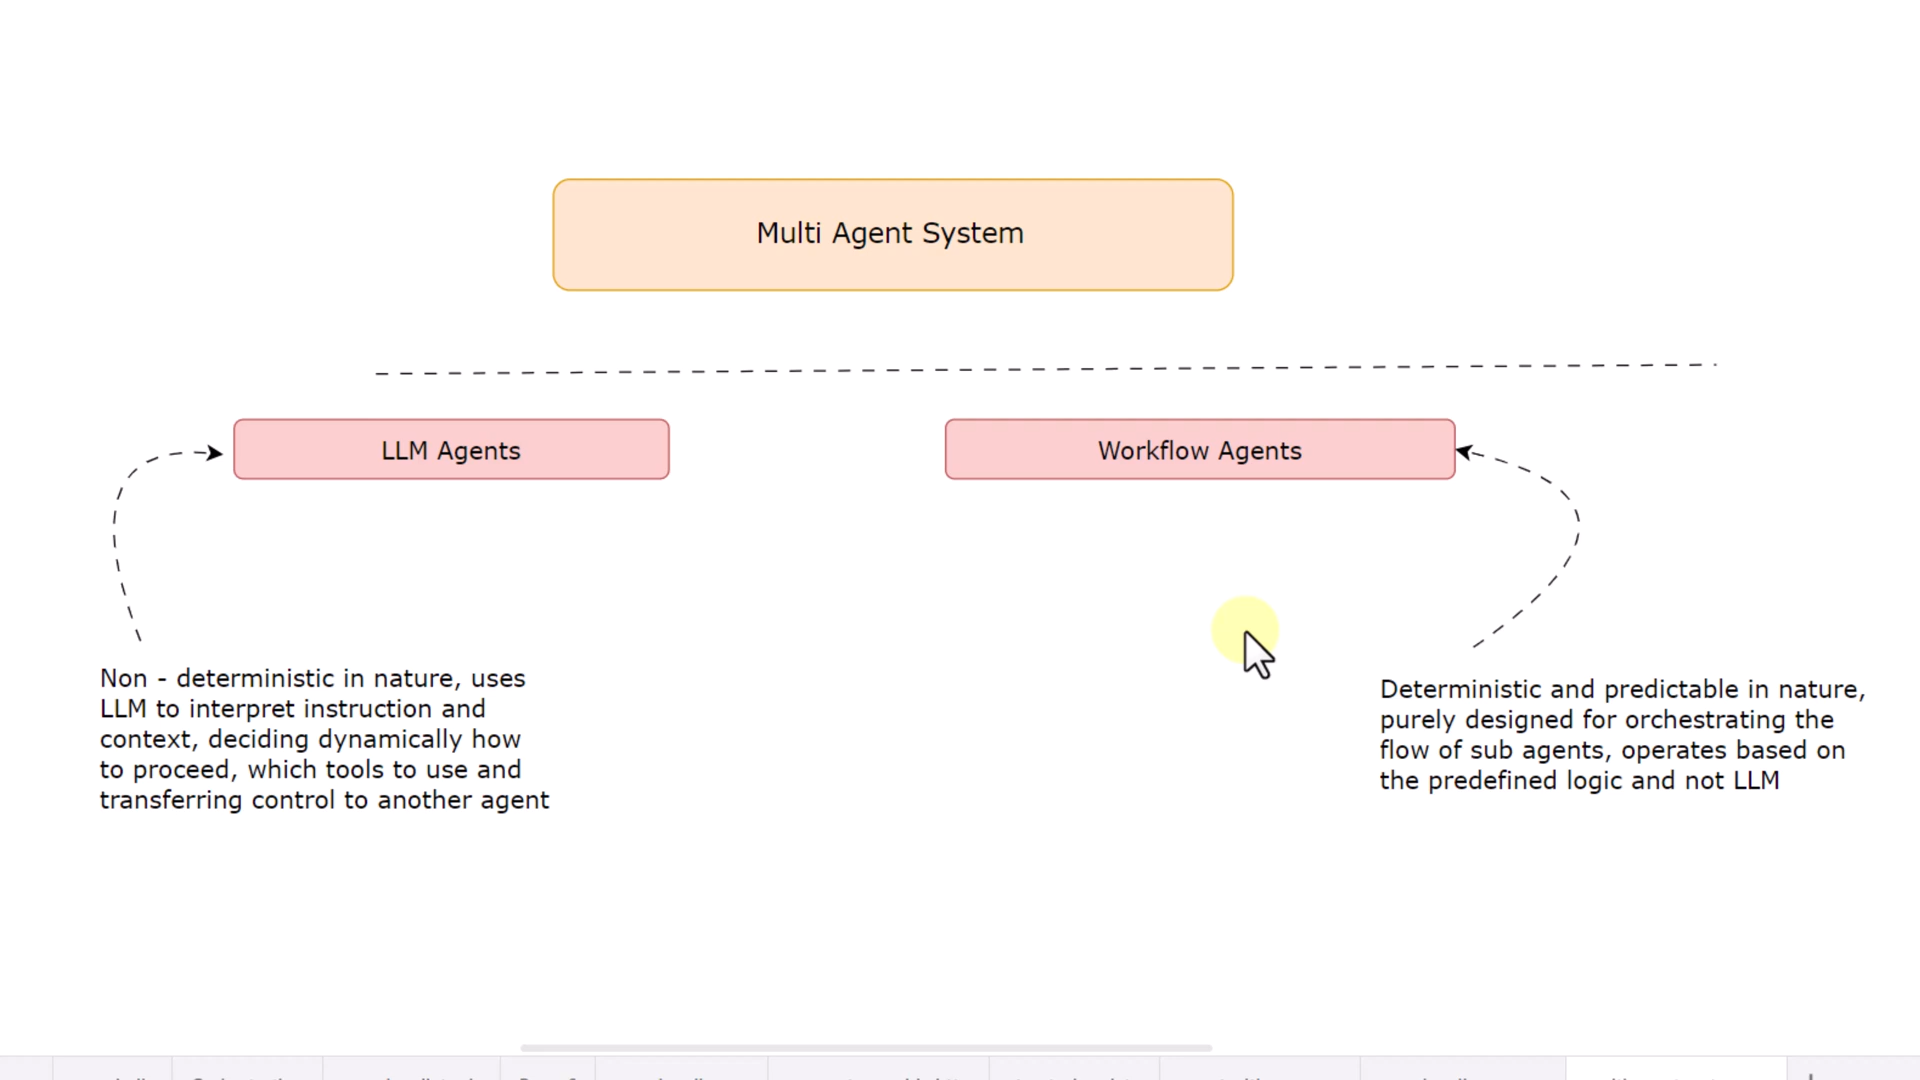 Multi Agent System
LLM Agents
Workflow Agents
Non - deterministic in nature, uses
LLM to interpret instruction and
context, deciding dynamically how
to proceed, which tools to use and
transferring control to another agent
Deterministic and predictable in nature,
purely designed for orchestrating the
flow of sub agents, operates based on
the predefined logic and not LLM